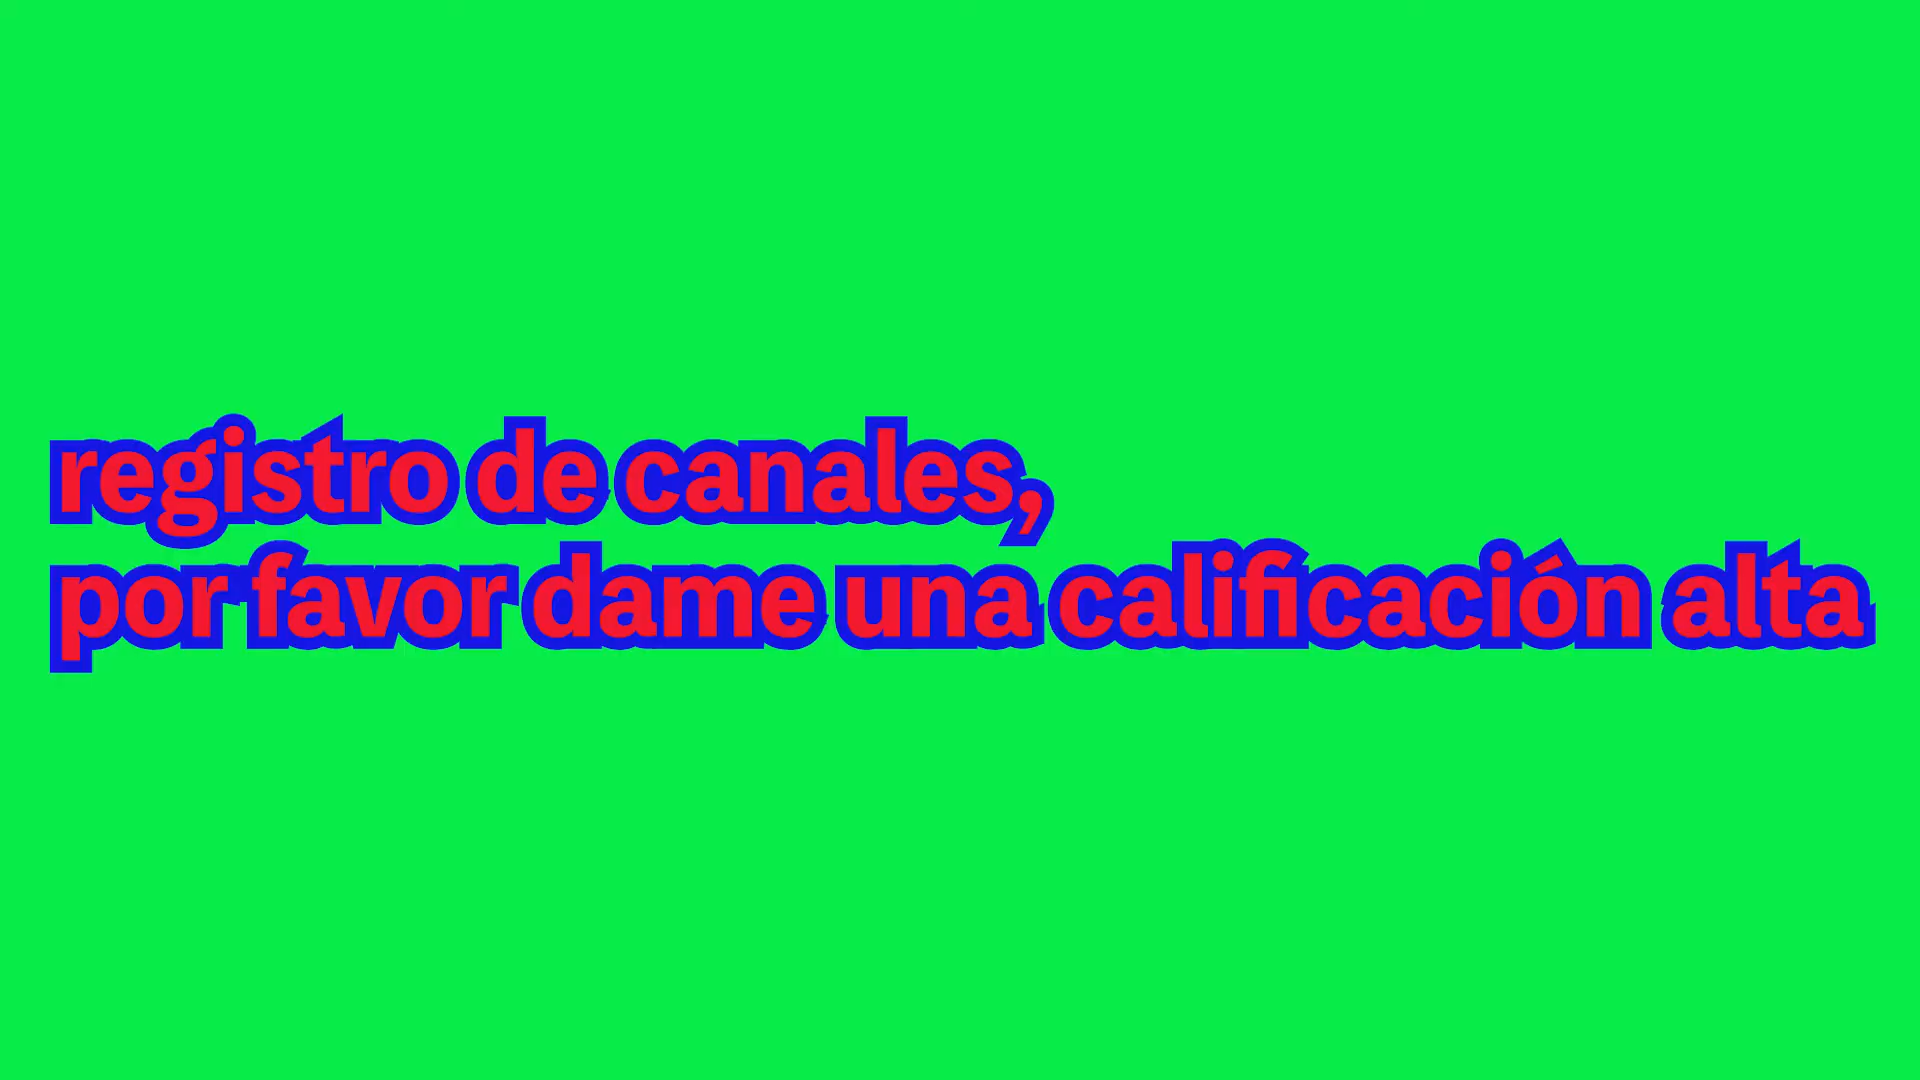 registro de canales,
por favor dame una calificación alta